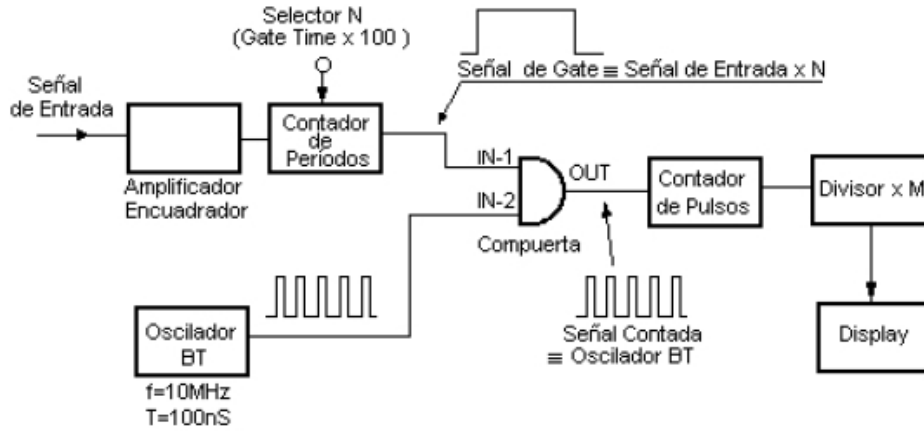 Selector N
(Gate Time x 100 )
Señal
de Entrada
Señal de Gate ≡ Señal de Entrada x N
Contador
de
Períodos
Amplificador
Encuadrador
IN-1
IN-2
OUT
Compuerta
Contador
de Pulsos
Divisor x M
Oscilador
BT
f=10MHz
T=100nS
Señal Contada
≡ Oscilador BT
Display